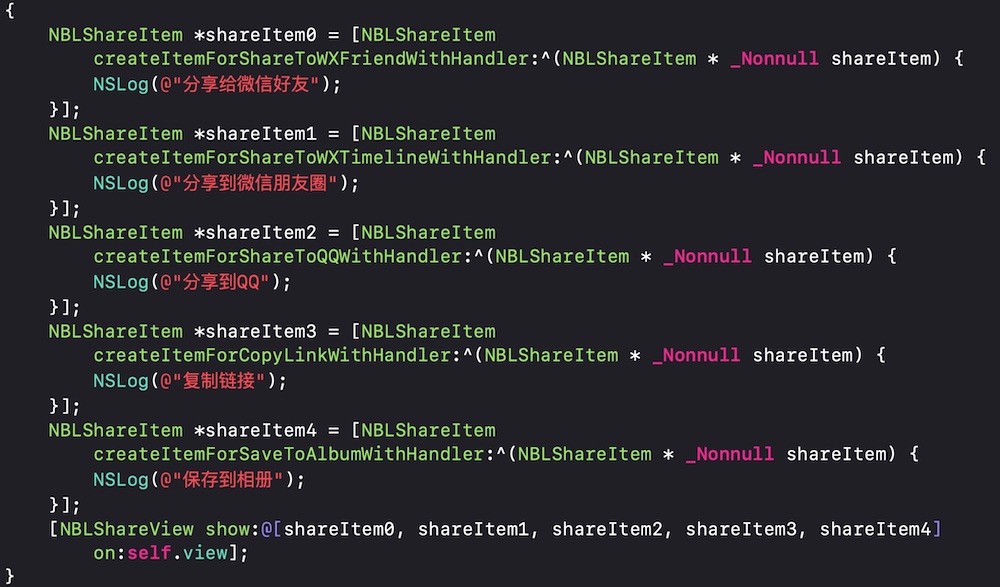 {
    NBLShareItem *shareItem0 = [NBLShareItem
        createItemForShareToWXFriendWithHandler:^(NBLShareItem * _Nonnull shareItem) {
        NSLog(@"分享给微信好友");
    }];
    NBLShareItem *shareItem1 = [NBLShareItem
        createItemForShareToWXTimelineWithHandler:^(NBLShareItem * _Nonnull shareItem) {
        NSLog(@"分享到微信朋友圈");
    }];
    NBLShareItem *shareItem2 = [NBLShareItem
        createItemForShareToQQWithHandler:^(NBLShareItem * _Nonnull shareItem) {
        NSLog(@"分享到QQ");
    }];
    NBLShareItem *shareItem3 = [NBLShareItem
        createItemForCopyLinkWithHandler:^(NBLShareItem * _Nonnull shareItem) {
        NSLog(@"复制链接");
    }];
    NBLShareItem *shareItem4 = [NBLShareItem
        createItemForSaveToAlbumWithHandler:^(NBLShareItem * _Nonnull shareItem) {
        NSLog(@"保存到相册");
    }];
    [NBLShareView show:@[shareItem0, shareItem1, shareItem2, shareItem3, shareItem4]
        on:self.view];
}